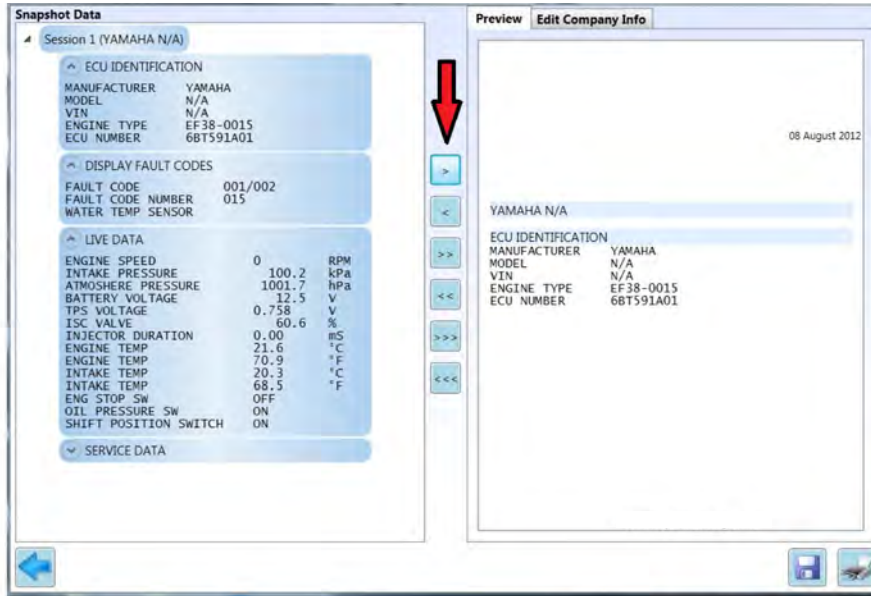 Snapshot Data
Session 1 (YAMAHA N/A)
ECU IDENTIFICATION
MANUFACTURER YAMAHA
MODEL N/A
VIN N/A
ENGINE TYPE EF38-0015
ECU NUMBER 6BT591A01
DISPLAY FAULT CODES
FAULT CODE 001/002
FAULT CODE NUMBER 015
WATER TEMP SENSOR
LIVE DATA
ENGINE SPEED 0 RPM
INTAKE PRESSURE 100.2 kPa
ATMOSHERE PRESSURE 1001.7 hPa
BATTERY VOLTAGE 12.5 V
TPS VOLTAGE 0.758 V
ISC VALVE 60.6 %
INJECTOR DURATION 0.00 mS
ENGINE TEMP 21.6 °C
ENGINE TEMP 70.9 °F
INTAKE TEMP 20.3 °C
INTAKE TEMP 68.5 °F
ENG STOP SW OFF
OIL PRESSURE SW ON
SHIFT POSITION SWITCH ON
SERVICE DATA
>
<
>>
<<
>>>
<<<
Preview Edit Company Info
08 August 2012
YAMAHA N/A
ECU IDENTIFICATION
MANUFACTURER YAMAHA
MODEL N/A
VIN N/A
ENGINE TYPE EF38-0015
ECU NUMBER 6BT591A01